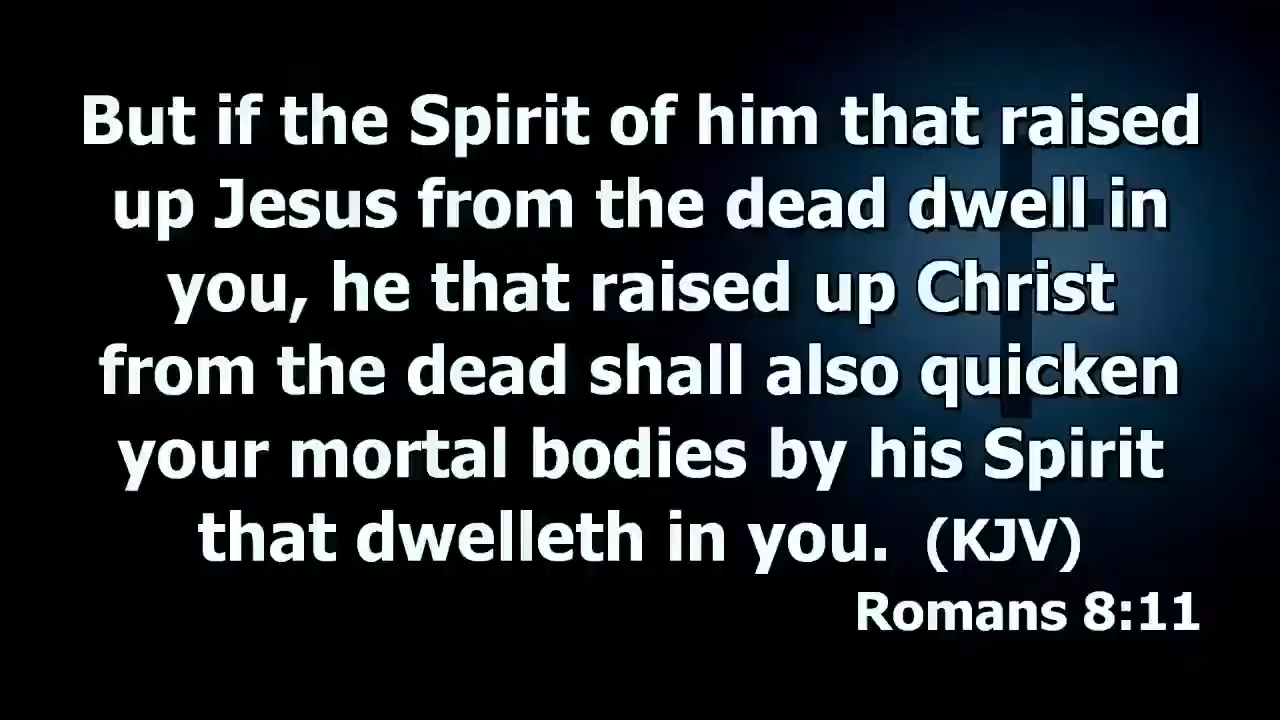 But if the Spirit of him that raised
up Jesus from the dead dwell in
you, he that raised up Christ
from the dead shall also quicken
your mortal bodies by his Spirit
that dwelleth in you. (KJV)
Romans 8:11